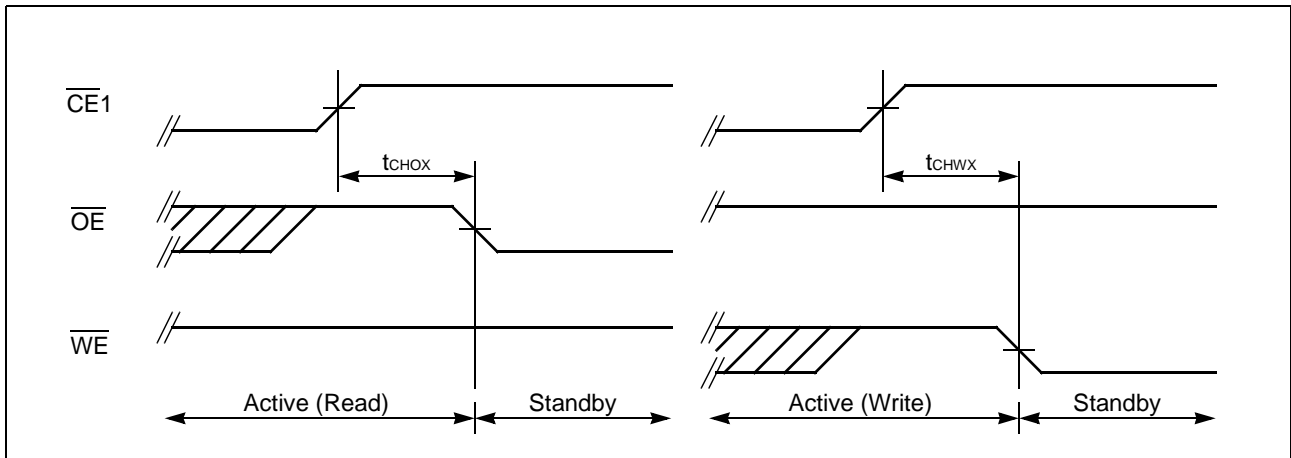 CE1
tCHOX
tCHWX
OE
WE
Active (Read) Standby Active (Write) Standby